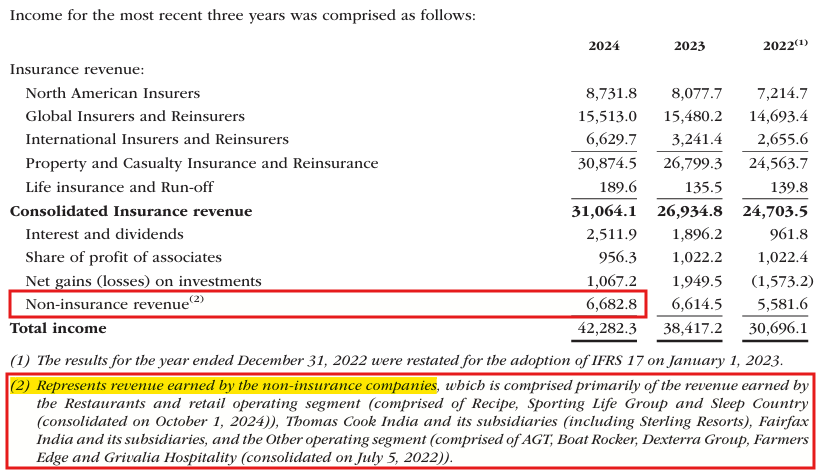 Income for the most recent three years was comprised as follows:
2024 2023 2022(1)
Insurance revenue:
North American Insurers 8,731.8 8,077.7 7,214.7
Global Insurers and Reinsurers 15,513.0 15,480.2 14,693.4
International Insurers and Reinsurers 6,629.7 3,241.4 2,655.6
Property and Casualty Insurance and Reinsurance 30,874.5 26,799.3 24,563.7
Life insurance and Run-off 189.6 135.5 139.8
Consolidated Insurance revenue 31,064.1 26,934.8 24,703.5
Interest and dividends 2,511.9 1,896.2 961.8
Share of profit of associates 956.3 1,022.2 1,022.4
Net gains (losses) on investments 1,067.2 1,949.5 (1,573.2)
Non-insurance revenue(2) 6,682.8 6,614.5 5,581.6
Total income 42,282.3 38,417.2 30,696.1
(1) The results for the year ended December 31, 2022 were restated for the adoption of IFRS 17 on January 1, 2023.
(2) Represents revenue earned by the non-insurance companies, which is comprised primarily of the revenue earned by
the Restaurants and retail operating segment (comprised of Recipe, Sporting Life Group and Sleep Country
(consolidated on October 1, 2024)), Thomas Cook India and its subsidiaries (including Sterling Resorts), Fairfax
India and its subsidiaries, and the Other operating segment (comprised of AGT, Boat Rocker, Dexterra Group, Farmers
Edge and Grivalia Hospitality (consolidated on July 5, 2022)).